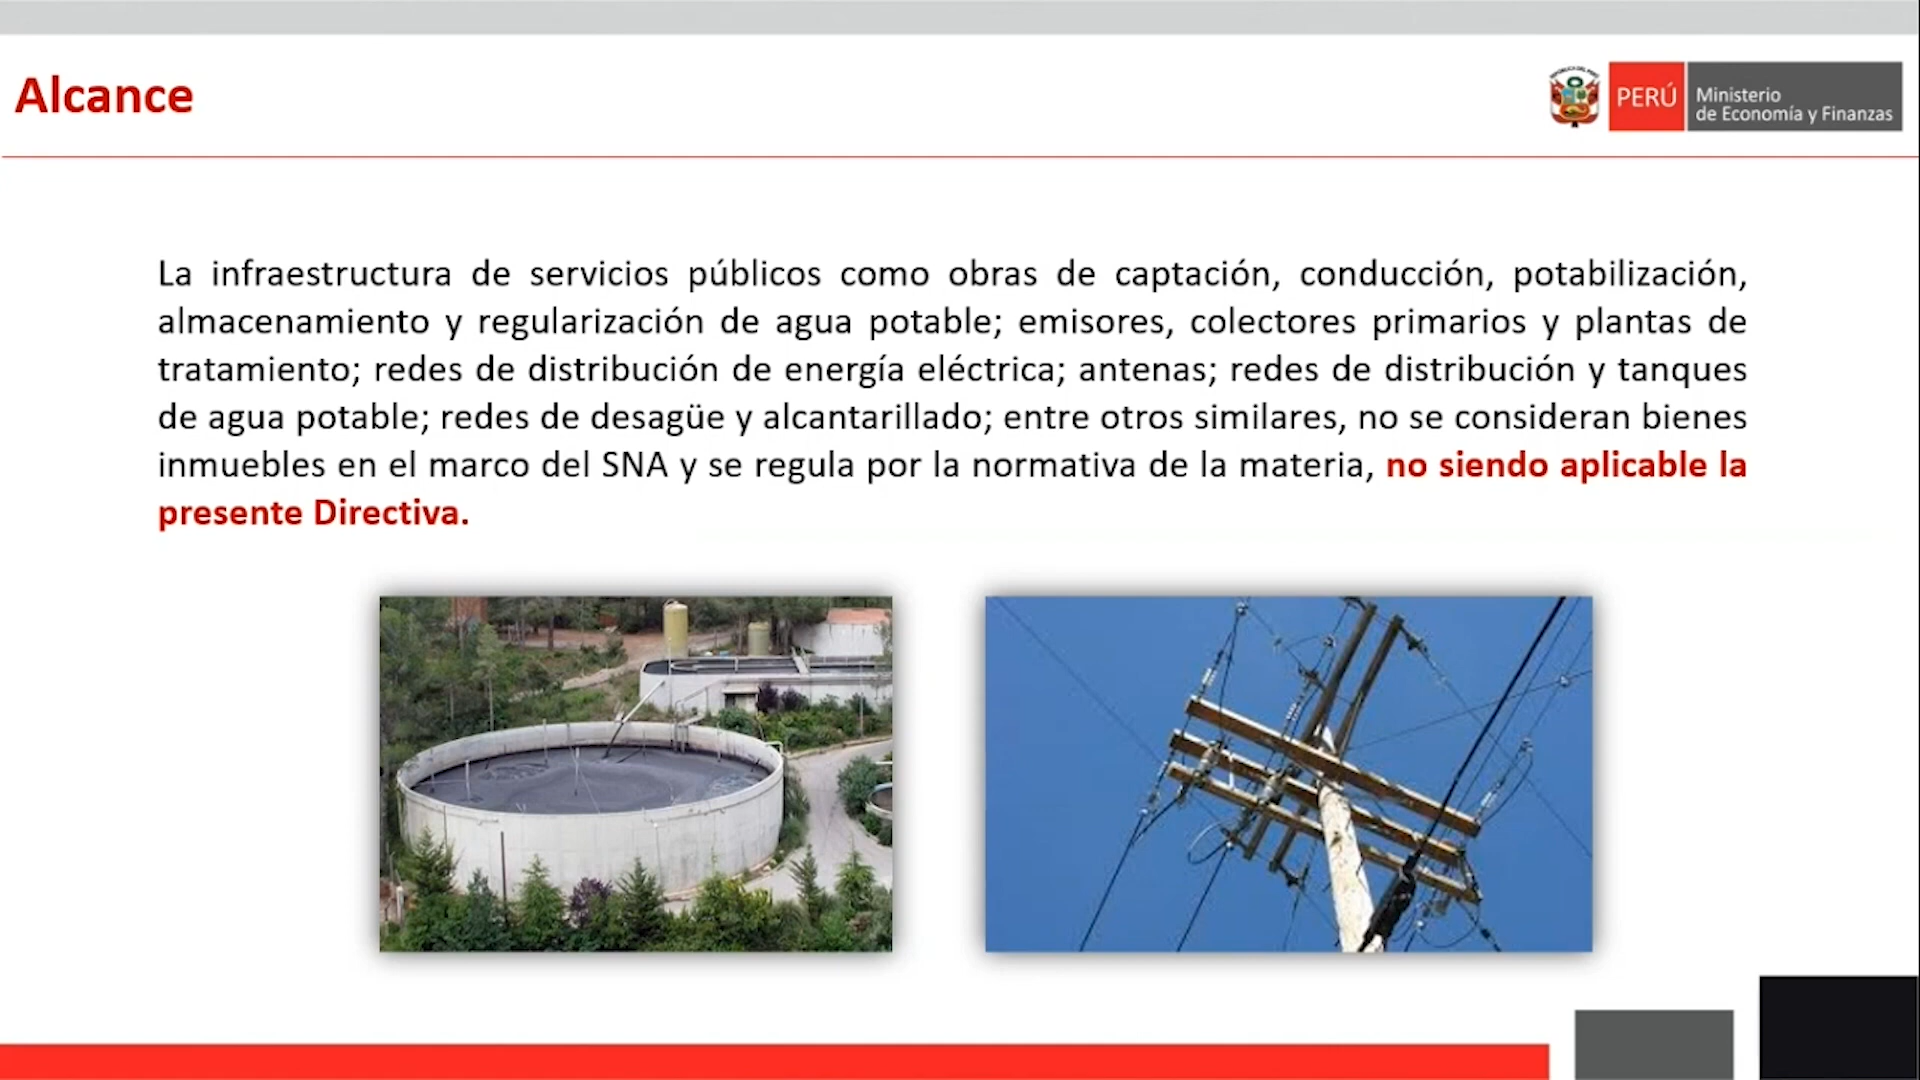 Alcance
PERÚ
Ministerio
de Economía y Finanzas
La infraestructura de servicios públicos como obras de captación, conducción, potabilización,
almacenamiento y regularización de agua potable; emisores, colectores primarios y plantas de
tratamiento; redes de distribución de energía eléctrica; antenas; redes de distribución y tanques
de agua potable; redes de desagüe y alcantarillado; entre otros similares, no se consideran bienes
inmuebles en el marco del SNA y se regula por la normativa de la materia, no siendo aplicable la
presente Directiva.